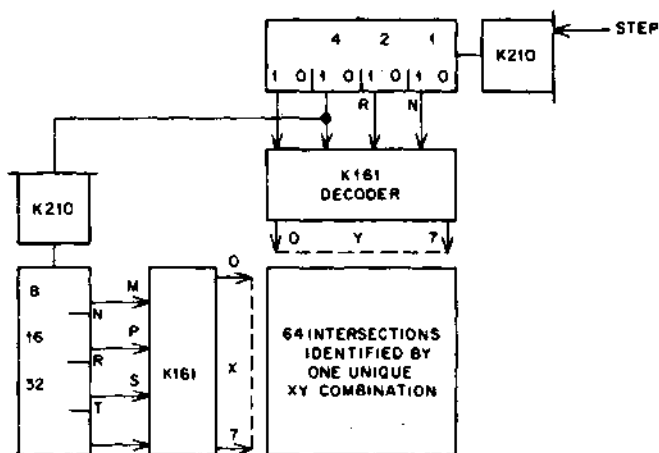 STEP
4 2 1
K210
1 0 1 0 1 0 1 0
R N
K161
DECODER
K210
0 Y 7
8
M
N
16
P
R
32
S
T
K161
0
X
7
64 INTERSECTIONS
IDENTIFIED BY
ONE UNIQUE
XY COMBINATION